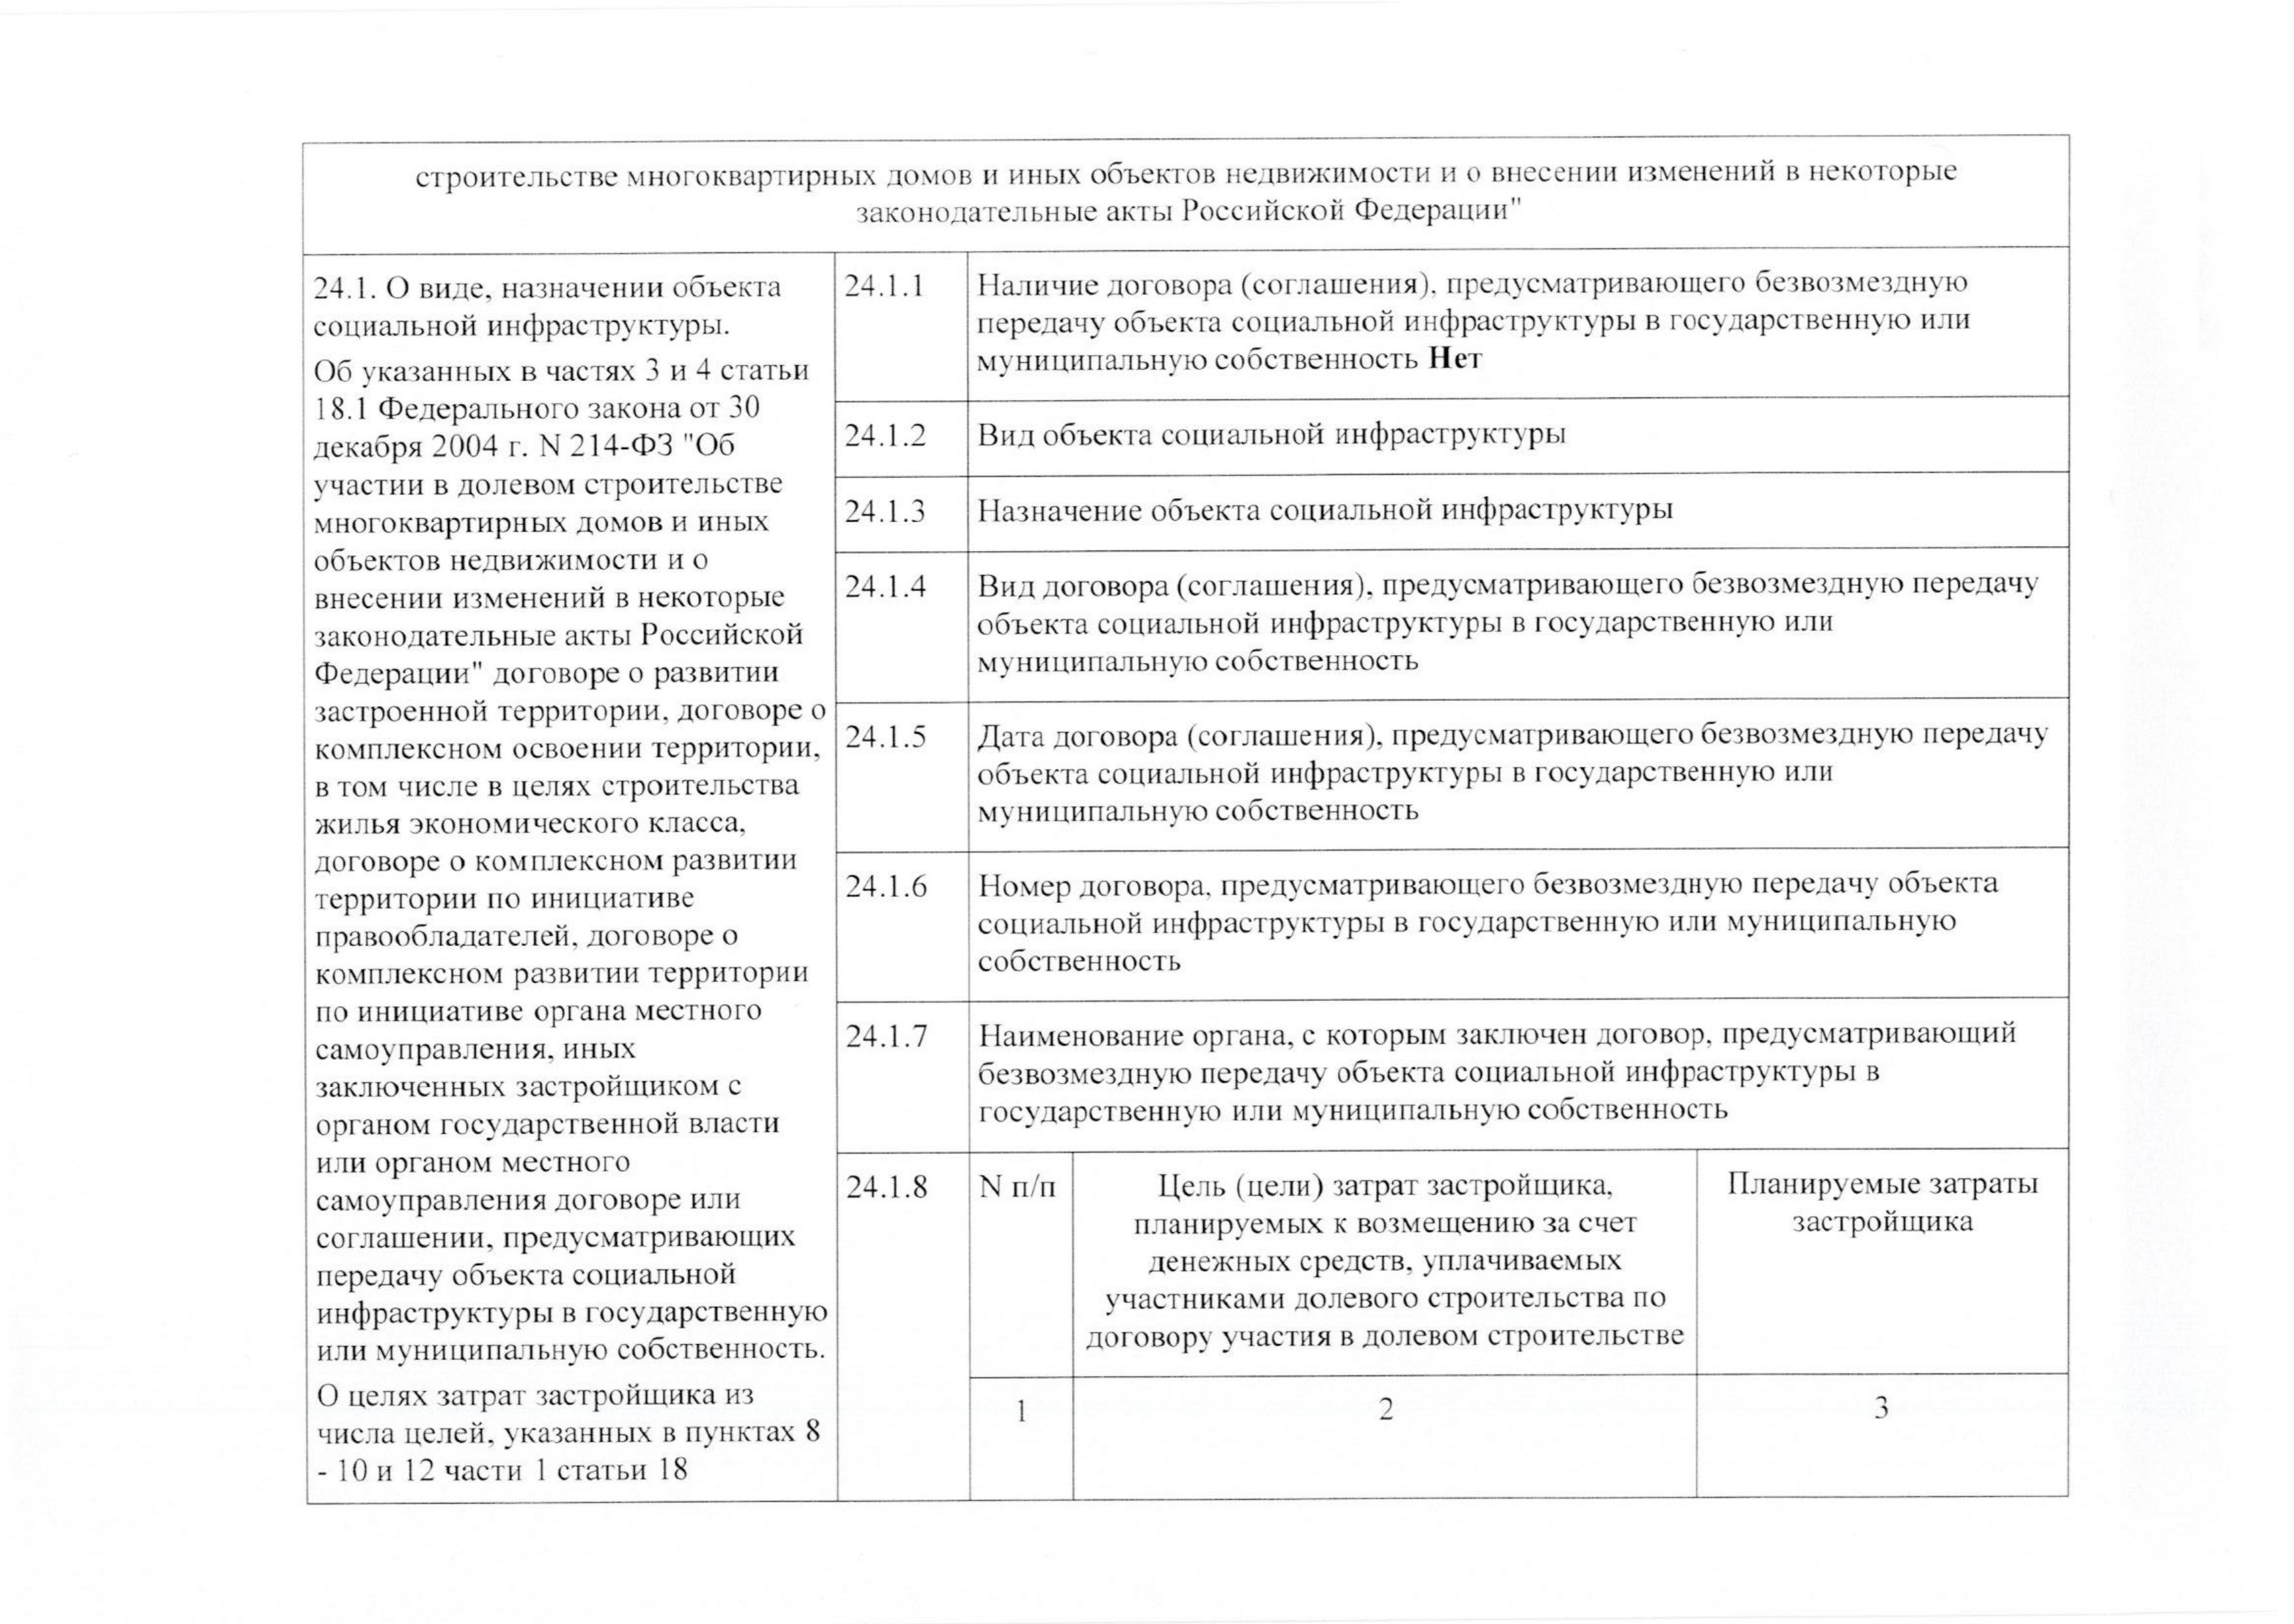 строительстве многоквартирных домов и иных объектов недвижимости и о внесении изменений в некоторые
законодательные акты Российской Федерации"
24.1. О виде, назначении объекта
социальной инфраструктуры.
Об указанных в частях 3 и 4 статьи
18.1 Федерального закона от 30
декабря 2004 г. N 214-ФЗ "Об
участии в долевом строительстве
многоквартирных домов и иных
объектов недвижимости и о
внесении изменений в некоторые
законодательные акты Российской
Федерации" договоре о развитии
застроенной территории, договоре о
комплексном освоении территории,
в том числе в целях строительства
жилья экономического класса,
договоре о комплексном развитии
территории по инициативе
правообладателей, договоре о
комплексном развитии территории
по инициативе органа местного
самоуправления, иных
заключенных застройщиком с
органом государственной власти
или органом местного
самоуправления договоре или
соглашении, предусматривающих
передачу объекта социальной
инфраструктуры в государственную
или муниципальную собственность.
О целях затрат застройщика из
числа целей, указанных в пунктах 8
- 10 и 12 части 1 статьи 18
24.1.1
Наличие договора (соглашения), предусматривающего безвозмездную
передачу объекта социальной инфраструктуры в государственную или
муниципальную собственность Нет
24.1.2
Вид объекта социальной инфраструктуры
24.1.3
Назначение объекта социальной инфраструктуры
24.1.4
Вид договора (соглашения), предусматривающего безвозмездную передачу
объекта социальной инфраструктуры в государственную или
муниципальную собственность
24.1.5
Дата договора (соглашения), предусматривающего безвозмездную передачу
объекта социальной инфраструктуры в государственную или
муниципальную собственность
24.1.6
Номер договора, предусматривающего безвозмездную передачу объекта
социальной инфраструктуры в государственную или муниципальную
собственность
24.1.7
Наименование органа, с которым заключен договор, предусматривающий
безвозмездную передачу объекта социальной инфраструктуры в
государственную или муниципальную собственность
24.1.8
N п/п
Цель (цели) затрат застройщика,
планируемых к возмещению за счет
денежных средств, уплачиваемых
участниками долевого строительства по
договору участия в долевом строительстве
Планируемые затраты
застройщика
1
2
3